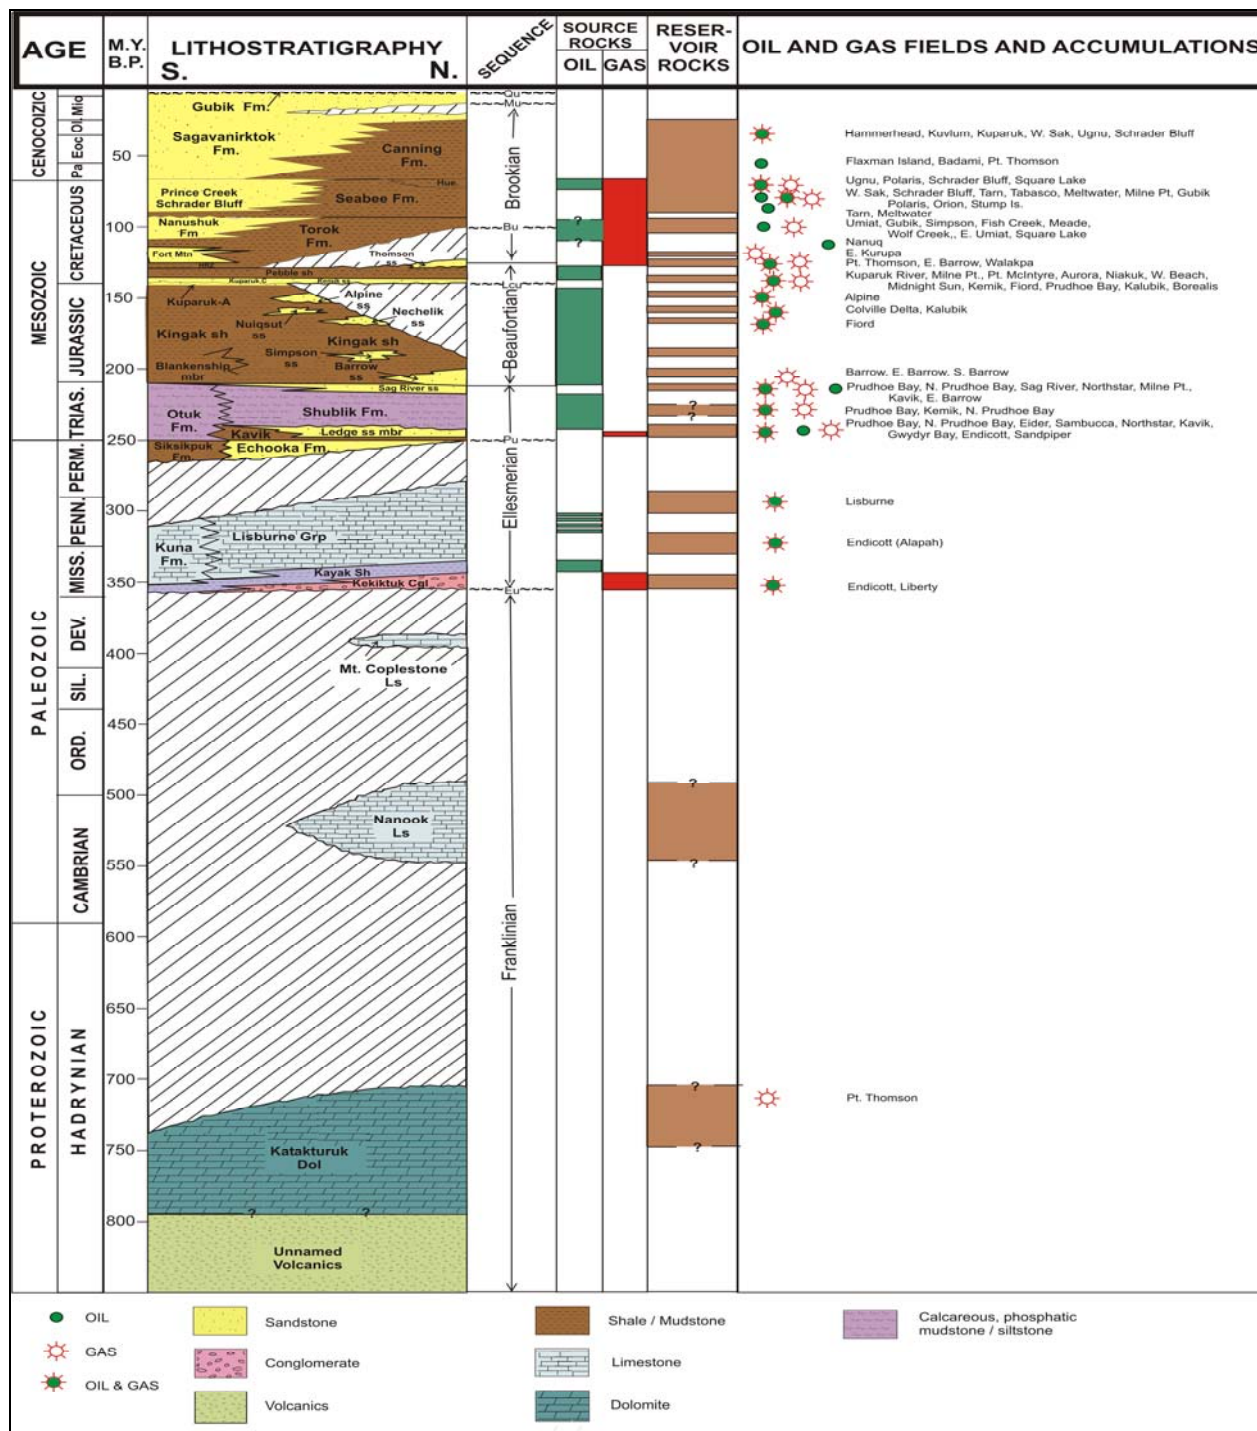 AGE
M.Y.
B.P.
LITHOSTRATIGRAPHY
S. N.
SEQUENCE
SOURCE
ROCKS
OIL GAS
RESER-
VOIR
ROCKS
OIL AND GAS FIELDS AND ACCUMULATIONS
CENOCOIZIC
Mio
Ol.
Eoc
Pa
MESOZOIC
CRETACEOUS
JURASSIC
TRIAS.
PALEOZOIC
PERM.
PENN.
MISS.
DEV.
SIL.
ORD.
CAMBRIAN
PROTEROZOIC
HADRYNIAN
50
100
150
200
250
300
350
400
450
500
550
600
650
700
750
800
Gubik Fm.
Sagavanirktok
Fm.
Canning
Fm.
Hue.
Prince Creek
Schrader Bluff
Seabee Fm.
Nanushuk
Fm
Torok
Fm.
Fort Mtn
Thomson
ss
Pebble sh
Kuparuk C
Kemik ss
Kuparuk-A
Alpine
ss
Nuiqsut
ss
Nechelik
ss
Kingak sh
Kingak sh
Simpson
ss
Blankenship
mbr
Barrow
ss
Sag River ss
Otuk
Fm.
Shublik Fm.
Ledge ss mbr
Kavik
Siksikpuk
Fm.
Echooka Fm.
Lisburne Grp
Kuna
Fm.
Kayak Sh
Kekiktuk Cgl
Mt. Coplestone
Ls
Nanook
Ls
Katakturuk
Dol
? ?
Unnamed
Volcanics
Qu
Mu
Brookian
Bu
Lcu
Beaufortian
Pu
Ellesmerian
Eu
Franklinian
?
?
?
?
?
?
?
?
Hammerhead, Kuvlum, Kuparuk, W. Sak, Ugnu, Schrader Bluff
Flaxman Island, Badami, Pt. Thomson
Ugnu, Polaris, Schrader Bluff, Square Lake
W. Sak, Schrader Bluff, Tarn, Tabasco, Meltwater, Milne Pt, Gubik
Polaris, Orion, Stump Is.
Tarn, Meltwater
Umiat, Gubik, Simpson, Fish Creek, Meade,
Wolf Creek,, E. Umiat, Square Lake
Nanuq
E. Kurupa
Pt. Thomson, E. Barrow, Walakpa
Kuparuk River, Milne Pt., Pt. McIntyre, Aurora, Niakuk, W. Beach,
Midnight Sun, Kemik, Fiord, Prudhoe Bay, Kalubik, Borealis
Alpine
Colville Delta, Kalubik
Fiord
Barrow. E. Barrow. S. Barrow
Prudhoe Bay, N. Prudhoe Bay, Sag River, Northstar, Milne Pt.,
Kavik, E. Barrow
Prudhoe Bay, Kemik, N. Prudhoe Bay
Prudhoe Bay, N. Prudhoe Bay, Eider, Sambucca, Northstar, Kavik,
Gwydyr Bay, Endicott, Sandpiper
Lisburne
Endicott (Alapah)
Endicott, Liberty
Pt. Thomson
OIL
GAS
OIL & GAS
Sandstone
Conglomerate
Volcanics
Shale / Mudstone
Limestone
Dolomite
Calcareous, phosphatic
mudstone / siltstone